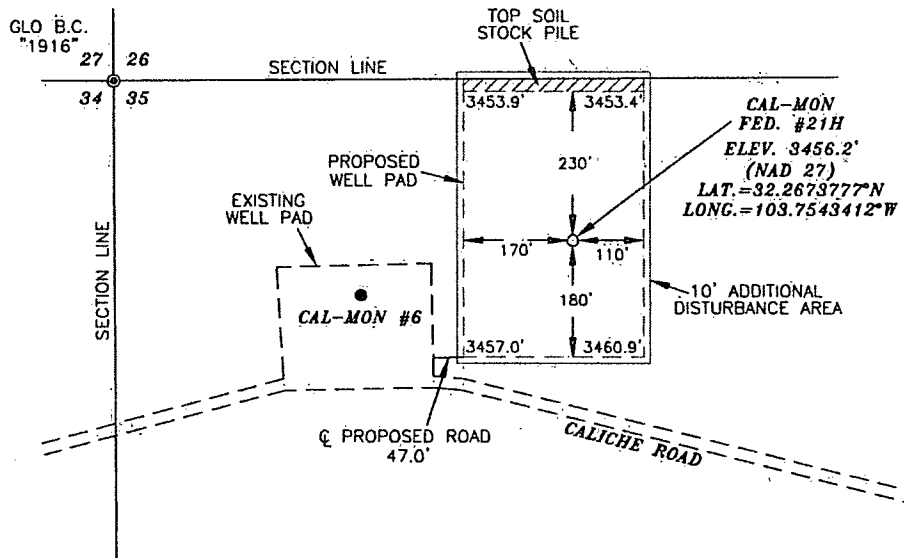 GLO B.C.
"1916"
27 26
34 35
SECTION LINE
TOP SOIL
STOCK PILE
3453.9' 3453.4'
CAL-MON
FED. #21H
ELEV. 3456.2'
(NAD 27)
LAT.=32.2673777°N
LONG.=103.7543412°W
230'
PROPOSED
WELL PAD
EXISTING
WELL PAD
170' 110'
180'
SECTION LINE
CAL-MON #6
10' ADDITIONAL
DISTURBANCE AREA
3457.0' 3460.9'
℄ PROPOSED ROAD
47.0'
CALICHE ROAD